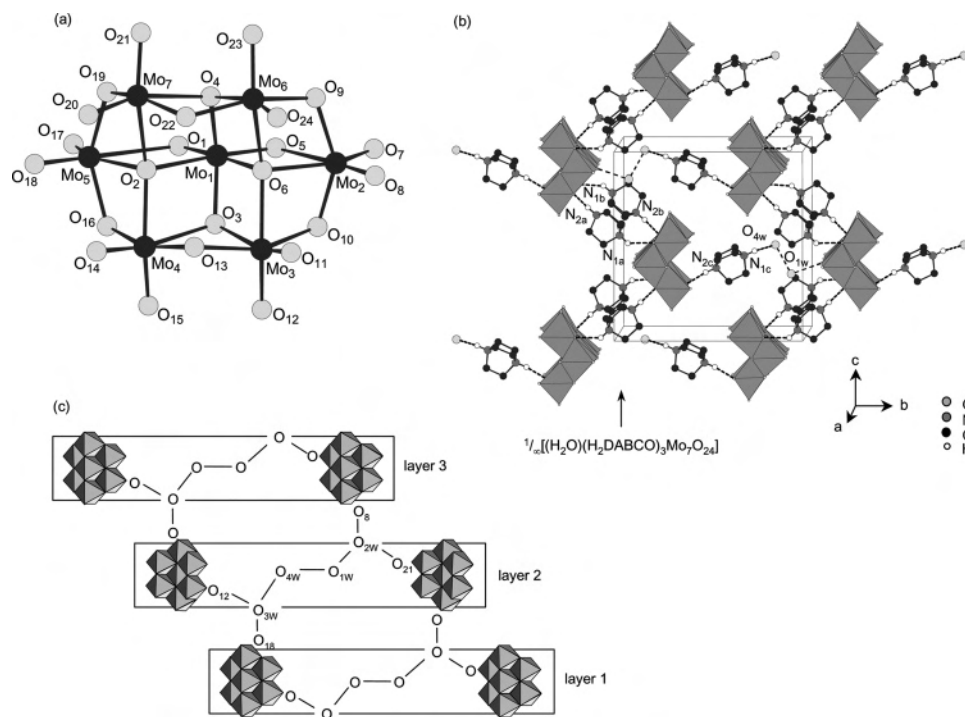 (a)
O21
O23
O19
Mo7
O4
Mo6
O9
O20
O22
O24
O17
O1
O5
O7
O18
Mo5
O2
Mo1
O6
Mo2
O8
O16
O3
O10
O14
Mo4
O13
Mo3
O11
O15
O12
(b)
N1b
N2b
N2a
N1a
O4w
N2c
N1c
O1w
c
b
a
¹/∞[(H2O)(H2DABCO)3Mo7O24]
H
(c)
O O
O O
O
layer 3
O
O
O
O8
O2W
O4W
O1W
O21
layer 2
O12
O3W
O18
O
O
O O
O
O
O
layer 1